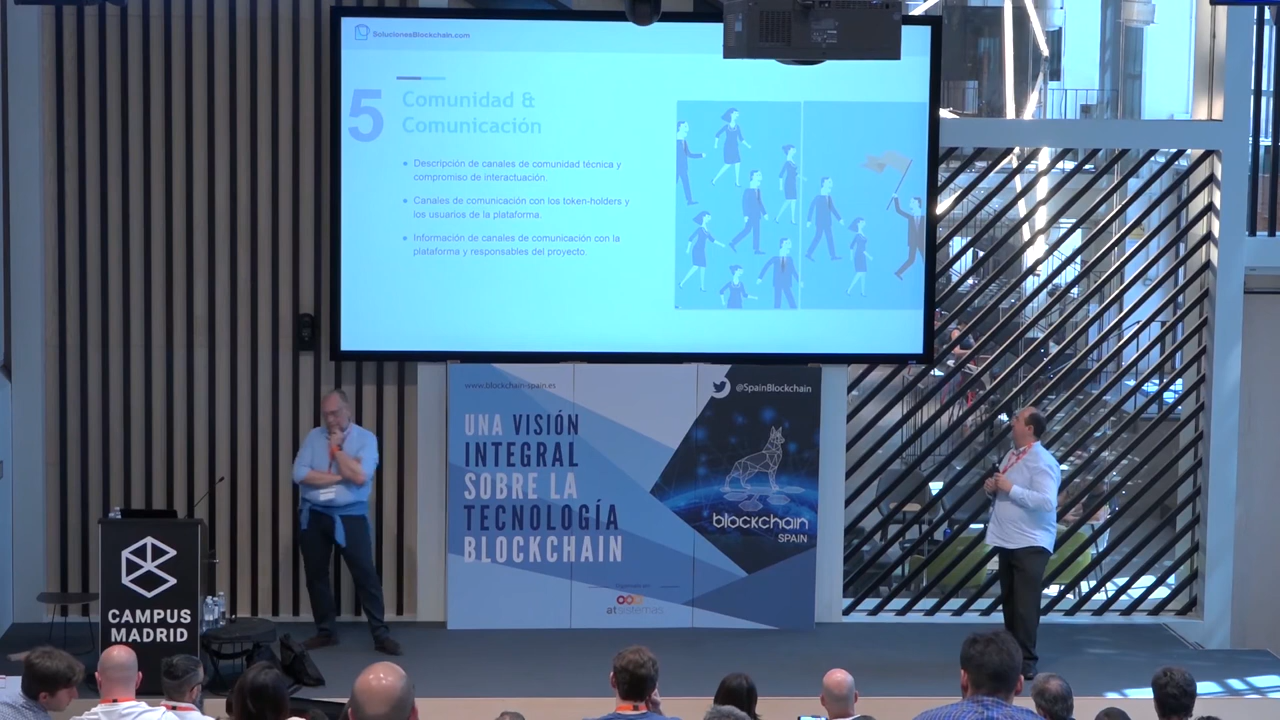 SolucionesBlockchain.com
5
Comunidad &
Comunicación
• Descripción de canales de comunidad técnica y
compromiso de interactuación.
• Canales de comunicación con los token-holders y
los usuarios de la plataforma.
• Información de canales de comunicación con la
plataforma y responsables del proyecto.
www.blockchain-spain.es
@SpainBlockchain
UNA VISIÓN
INTEGRAL
SOBRE LA
TECNOLOGÍA
BLOCKCHAIN
blockchain
SPAIN
atsistemas
CAMPUS
MADRID